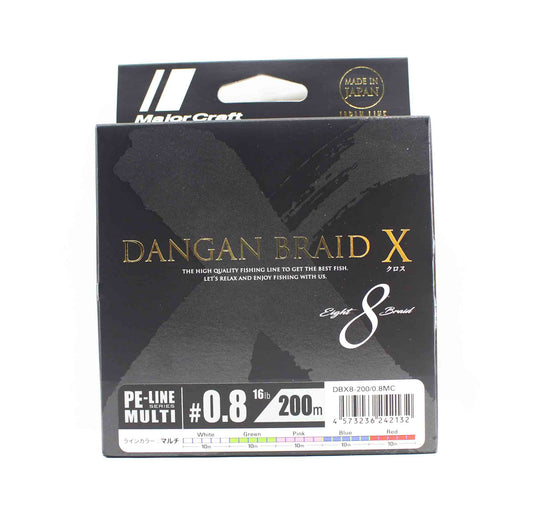 Major Craft
MADE IN
JAPAN
JAPAN LINE
DANGAN BRAID X
クロス
THE HIGH QUALITY FISHING LINE TO GET THE BEST FISH.
LET'S RELAX AND ENJOY FISHING WITH US.
Eight 8 Braid
PE-LINE
SERIES
MULTI
#0.8
16lb
200m
DBX8-200/0.8MC
4 573236 242132
ラインカラー マルチ
White Green Pink Blue Red
10m 10m 10m 10m 10m